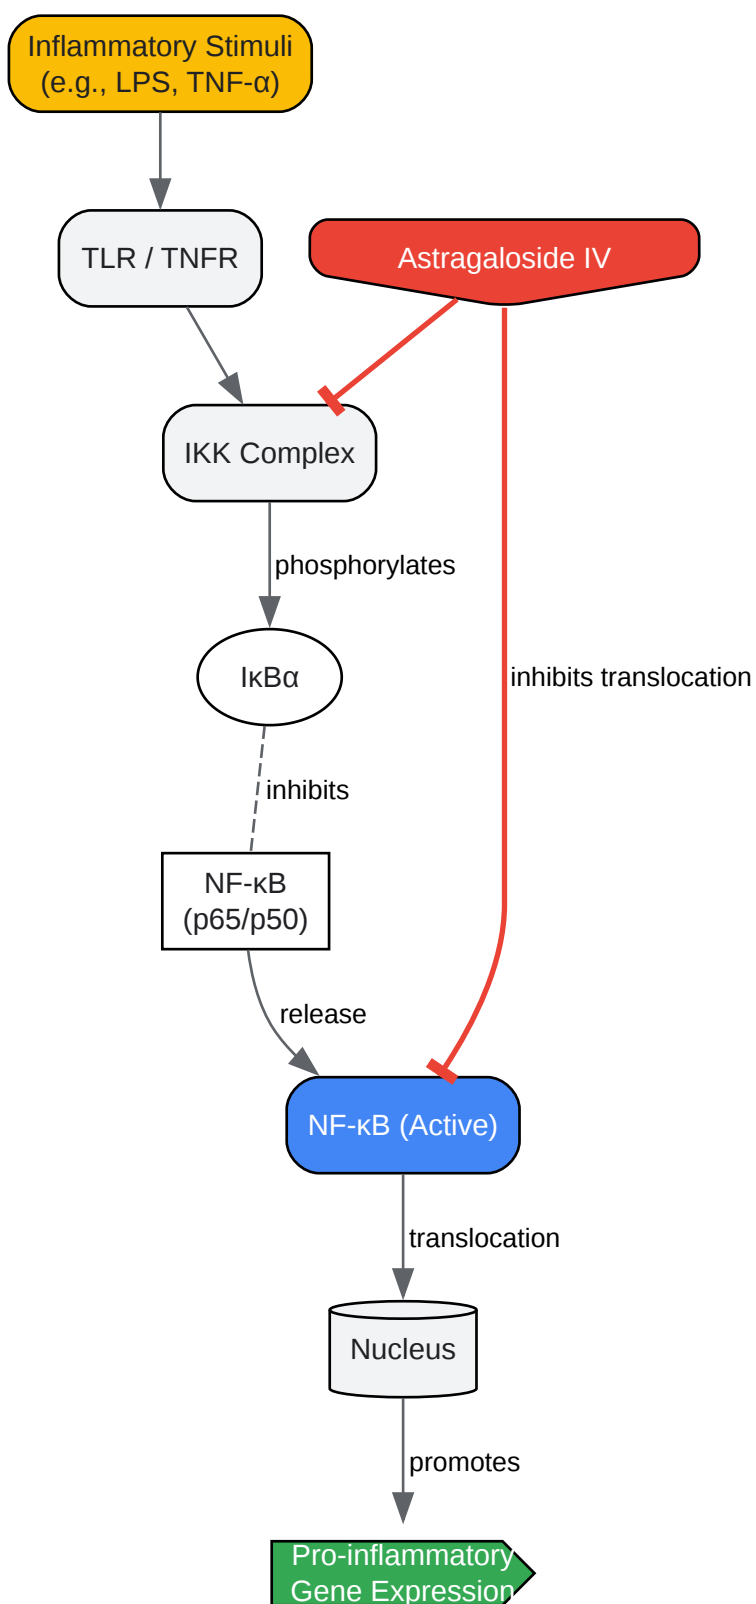 Inflammatory Stimuli
(e.g., LPS, TNF-α)
TLR / TNFR
Astragaloside IV
IKK Complex
phosphorylates
IκBα
inhibits translocation
inhibits
NF-κB
(p65/p50)
release
NF-κB (Active)
translocation
Nucleus
promotes
Pro-inflammatory
Gene Expression